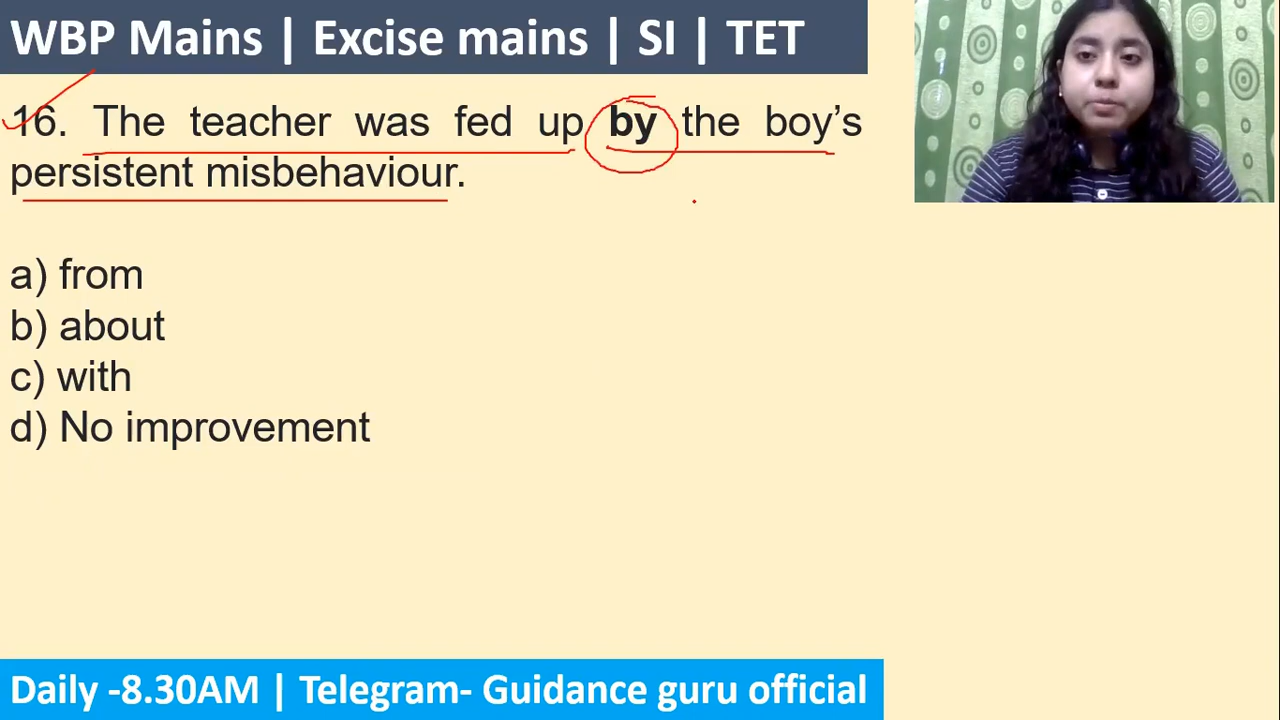 WBP Mains | Excise mains | SI | TET
16. The teacher was fed up by the boy’s
persistent misbehaviour.
a) from
b) about
c) with
d) No improvement
Daily -8.30AM | Telegram- Guidance guru official